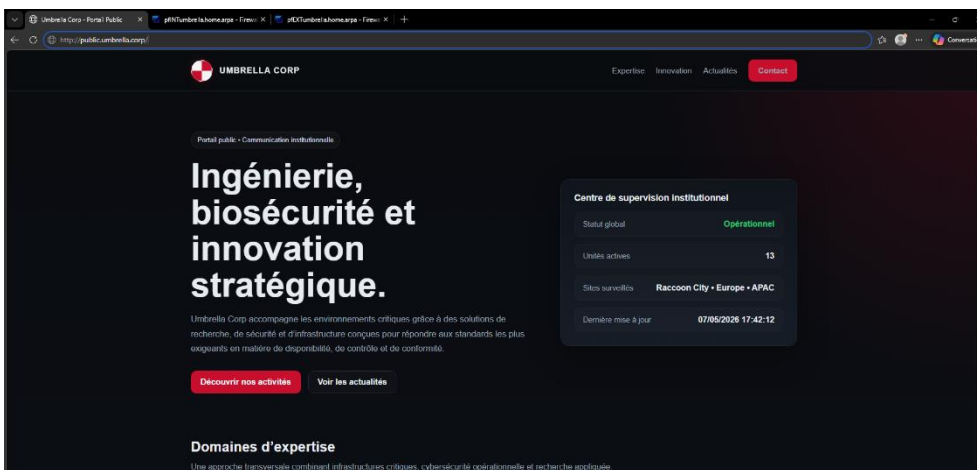 Umbrella Corp - Portail Public
pfINTumbrella.home.arpa - Firew
pfEXTumbrella.home.arpa - Firew
http://public.umbrella.corp/
UMBRELLA CORP
Expertise Innovation Actualités Contact
Portail public • Communication institutionnelle
Ingénierie,
biosécurité et
innovation
stratégique.
Umbrella Corp accompagne les environnements critiques grâce à des solutions de
recherche, de sécurité et d'infrastructure conçues pour répondre aux standards les plus
exigeants en matière de disponibilité, de contrôle et de conformité.
Découvrir nos activités Voir les actualités
Centre de supervision institutionnel
Statut global Opérationnel
Unités actives 13
Sites surveillés Raccoon City • Europe • APAC
Dernière mise à jour 07/05/2026 17:42:12
Domaines d'expertise
Une approche transversale combinant infrastructures critiques, cybersécurité opérationnelle et recherche appliquée.